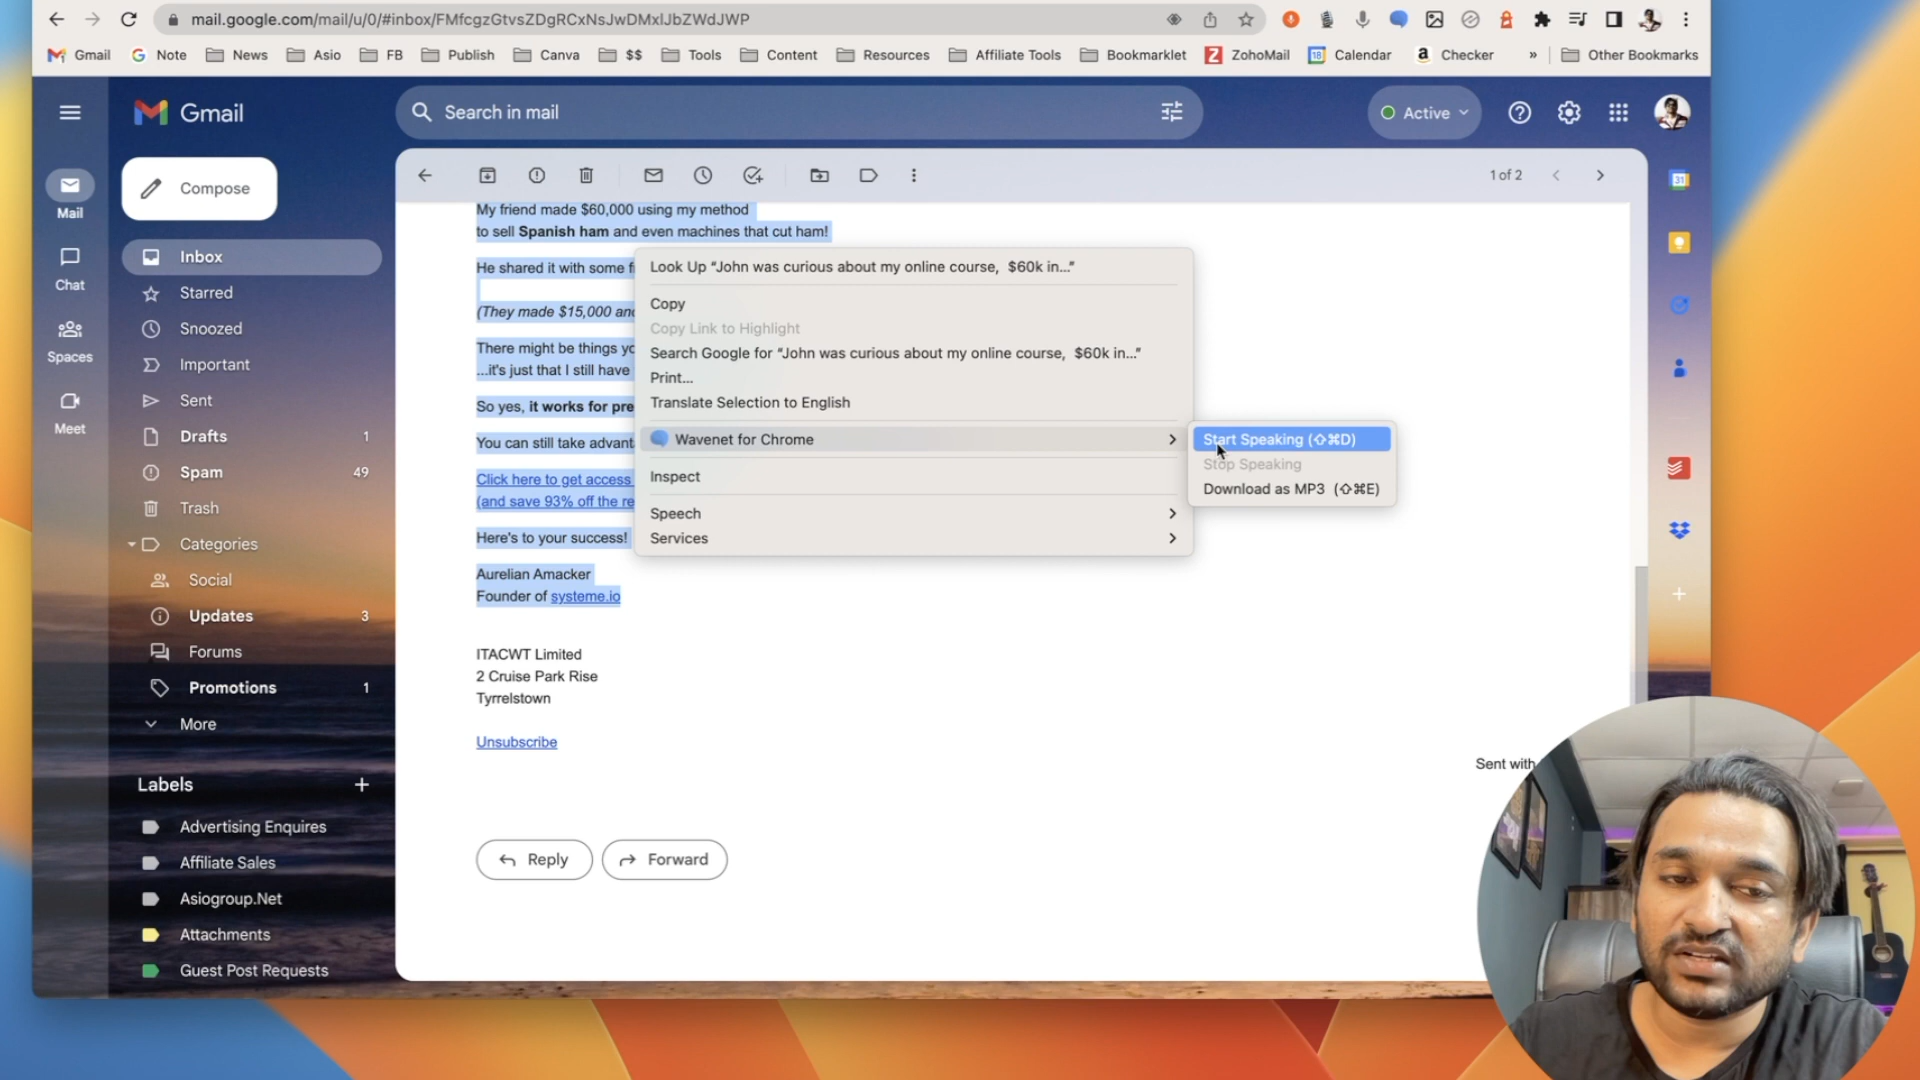 mail.google.com/mail/u/0/#inbox/FMfcgzGtvsZDgRCxNsJwDMxlJbZWdJWP
Gmail Note News Asio FB Publish Canva $$ Tools Content Resources Affiliate Tools Bookmarklet ZohoMail Calendar Checker » Other Bookmarks
Gmail
Search in mail
Active
Mail
Chat
Spaces
Meet
Compose
Inbox
Starred
Snoozed
Important
Sent
Drafts 1
Spam 49
Trash
Categories
Social
Updates 3
Forums
Promotions 1
More
Labels
Advertising Enquires
Affiliate Sales
Asiogroup.Net
Attachments
Guest Post Requests
1 of 2
My friend made $60,000 using my method
to sell Spanish ham and even machines that cut ham!
He shared it with some
(They made $15,000 and
There might be things
...it's just that I still have
So yes, it works for pre
You can still take advant
Click here to get access
(and save 93% off the re
Here's to your success!
Aurelian Amacker
Founder of systeme.io
ITACWT Limited
2 Cruise Park Rise
Tyrrelstown
Unsubscribe
Sent with
Reply
Forward
Look Up “John was curious about my online course, $60k in...”
Copy
Copy Link to Highlight
Search Google for “John was curious about my online course, $60k in...”
Print...
Translate Selection to English
Wavenet for Chrome
Inspect
Speech
Services
Start Speaking (⇧⌘D)
Stop Speaking
Download as MP3 (⇧⌘E)